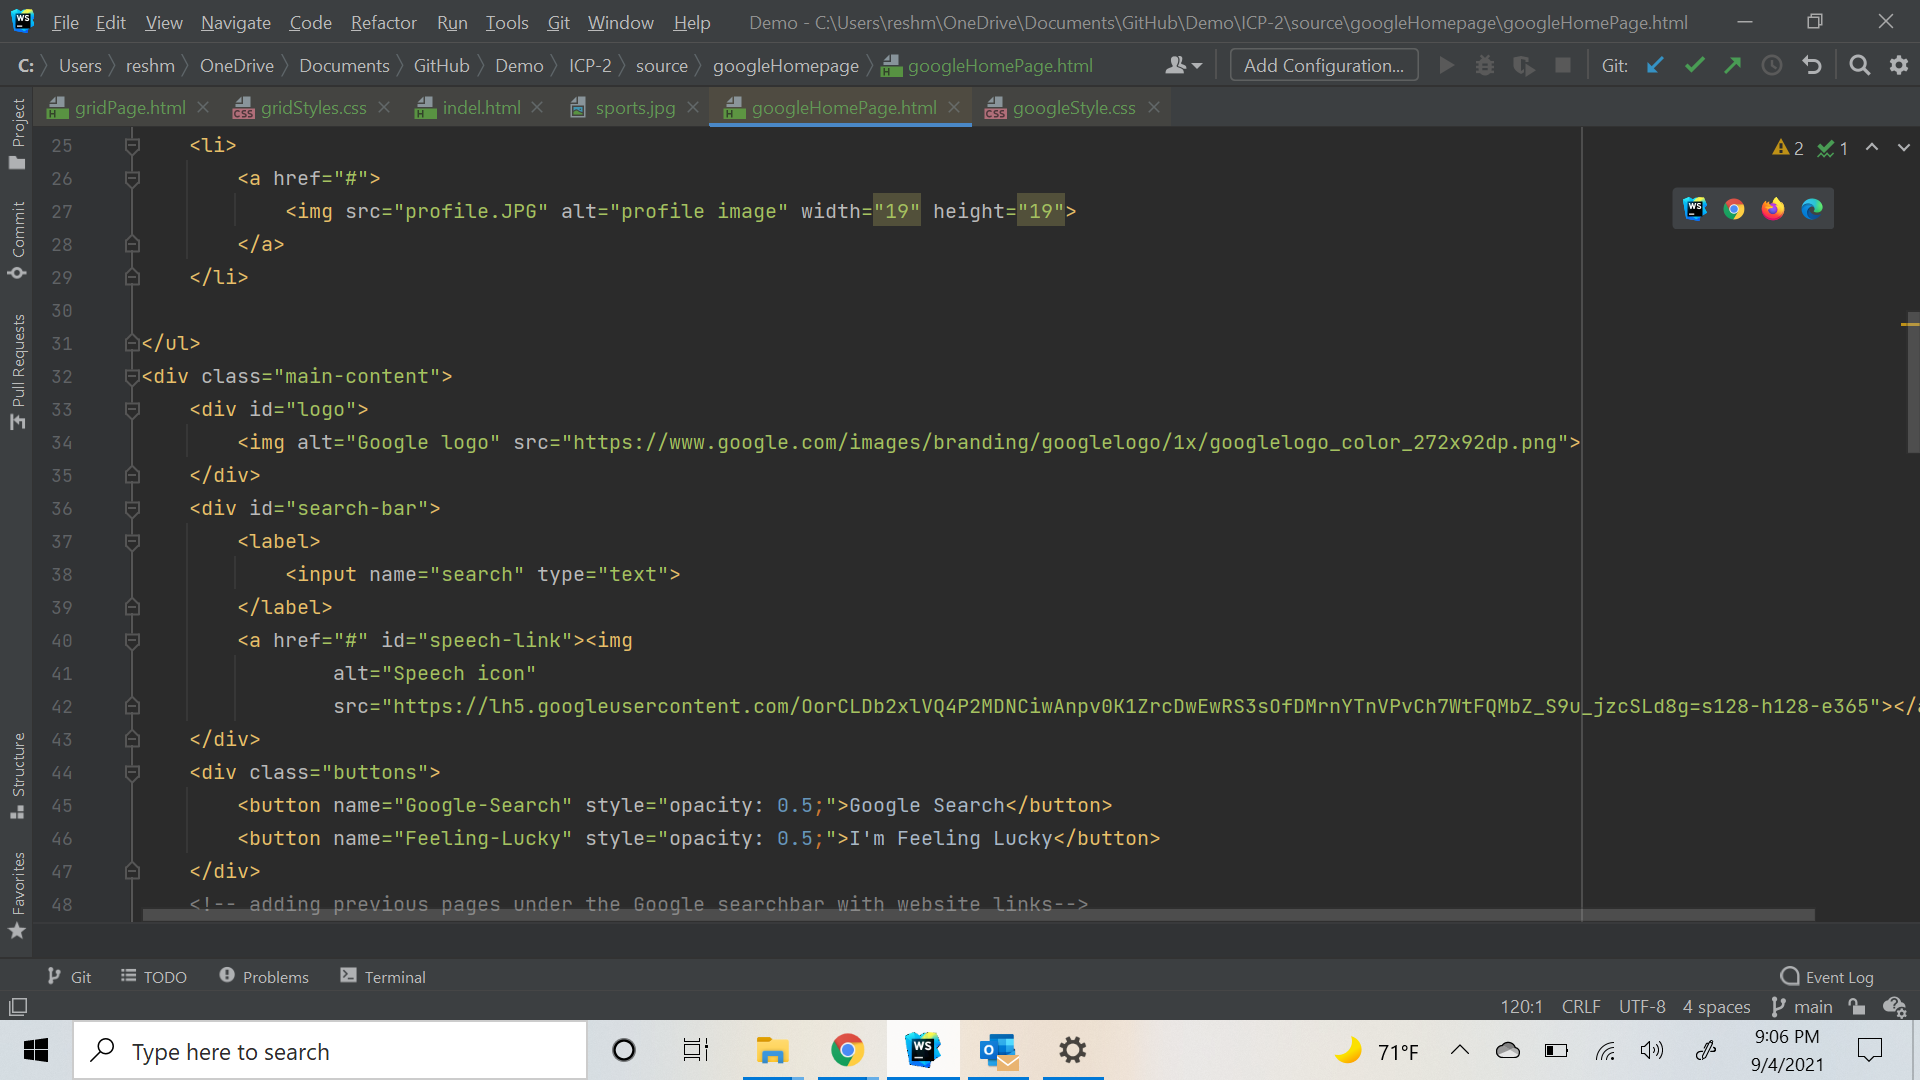 WS File Edit View Navigate Code Refactor Run Tools Git Window Help Demo - C:\Users\reshm\OneDrive\Documents\GitHub\Demo\ICP-2\source\googleHomepage\googleHomePage.html
C: Users reshm OneDrive Documents GitHub Demo ICP-2 source googleHomepage googleHomePage.html Add Configuration... Git:
gridPage.html gridStyles.css indel.html sports.jpg googleHomePage.html googleStyle.css
Project
Commit
Pull Requests
Structure
Favorites
2 1
25 <li>
26 <a href="#">
27 <img src="profile.JPG" alt="profile image" width="19" height="19">
28 </a>
29 </li>
30
31 </ul>
32 <div class="main-content">
33 <div id="logo">
34 <img alt="Google logo" src="https://www.google.com/images/branding/googlelogo/1x/googlelogo_color_272x92dp.png">
35 </div>
36 <div id="search-bar">
37 <label>
38 <input name="search" type="text">
39 </label>
40 <a href="#" id="speech-link"><img
41 alt="Speech icon"
42 src="https://lh5.googleusercontent.com/OorCLDb2xlVQ4P2MDNCiwAnpv0K1ZrcDwEwRS3sOfDMrnYTnVPvCh7WtFQMbZ_S9u_jzcSLd8g=s128-h128-e365"></
43 </div>
44 <div class="buttons">
45 <button name="Google-Search" style="opacity: 0.5;">Google Search</button>
46 <button name="Feeling-Lucky" style="opacity: 0.5;">I'm Feeling Lucky</button>
47 </div>
48 <!-- adding previous pages under the Google searchbar with website links-->
Git TODO Problems Terminal Event Log
120:1 CRLF UTF-8 4 spaces main
Type here to search WS 71°F 9:06 PM
9/4/2021